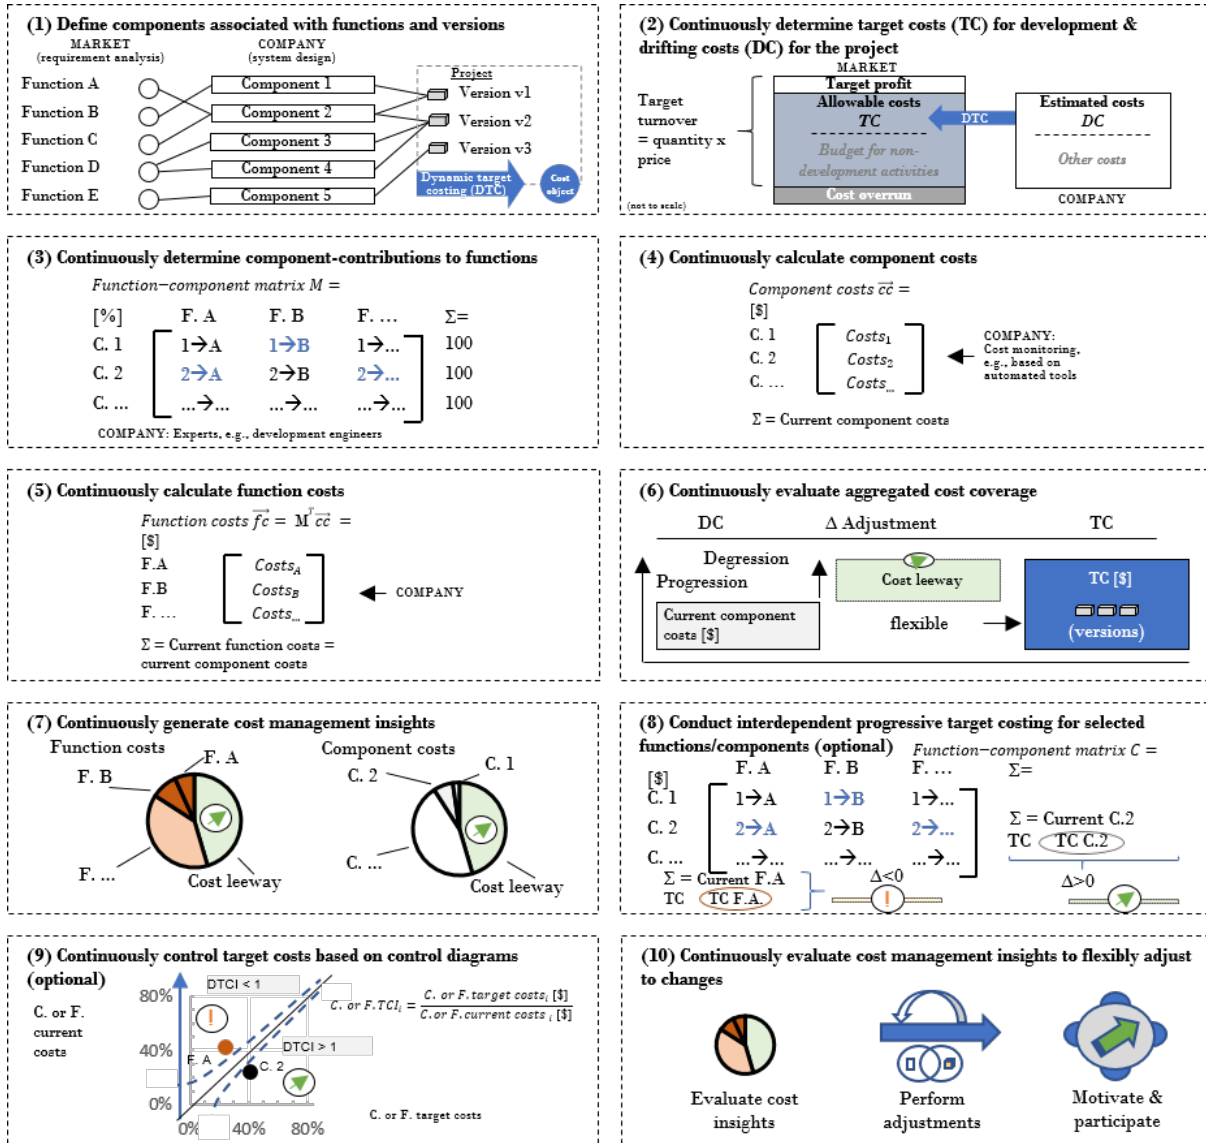 (1) Define components associated with functions and versions
MARKET
(requirement analysis)
COMPANY
(system design)
Function A
Function B
Function C
Function D
Function E
Component 1
Component 2
Component 3
Component 4
Component 5
Project
Version v1
Version v2
Version v3
Dynamic target
costing (DTC)
Cost
object
(2) Continuously determine target costs (TC) for development &
drifting costs (DC) for the project
MARKET
Target
turnover
= quantity x
price
Target profit
Allowable costs
TC
Budget for non-
development activities
Cost overrun
DTC
Estimated costs
DC
Other costs
COMPANY
(not to scale)
(3) Continuously determine component-contributions to functions
Function−component matrix M =
[%] F. A F. B F. ... Σ=
C. 1 1→A 1→B 1→... 100
C. 2 2→A 2→B 2→... 100
C. ... ...→... ...→... ...→... 100
COMPANY: Experts, e.g., development engineers
(4) Continuously calculate component costs
Component costs c⃗c⃗ =
[$]
C. 1 Costs₁
C. 2 Costs₂
C. ... Costs...
COMPANY:
Cost monitoring,
e.g., based on
automated tools
Σ = Current component costs
(5) Continuously calculate function costs
Function costs f⃗c⃗ = Mᵀc⃗c⃗ =
[$]
F.A Costs_A
F.B Costs_B
F. ... Costs...
COMPANY
Σ = Current function costs =
current component costs
(6) Continuously evaluate aggregated cost coverage
DC Δ Adjustment TC
Degression
Progression
Current component
costs [$]
Cost leeway
flexible
TC [$]
(versions)
(7) Continuously generate cost management insights
Function costs
F. A
F. B
F. ...
Cost leeway
Component costs
C. 1
C. 2
C. ...
Cost leeway
(8) Conduct interdependent progressive target costing for selected
functions/components (optional)
Function−component matrix C =
[$] F. A F. B F. ... Σ=
C. 1 1→A 1→B 1→...
C. 2 2→A 2→B 2→...
C. ... ...→... ...→... ...→...
Σ = Current C.2
TC TC C.2
Σ = Current F.A
TC TC F.A.
Δ<0
!
Δ>0
(9) Continuously control target costs based on control diagrams
(optional)
C. or F.
current
costs
80%
40%
0%
DTCI < 1
!
F. A
DTCI > 1
C. 2
0% 40% 80%
C. or F. target costs
C. or F.TCIᵢ = C. or F.target costsᵢ [$] / C.or F.current costs ᵢ [$]
(10) Continuously evaluate cost management insights to flexibly adjust
to changes
Evaluate cost
insights
Perform
adjustments
Motivate &
participate